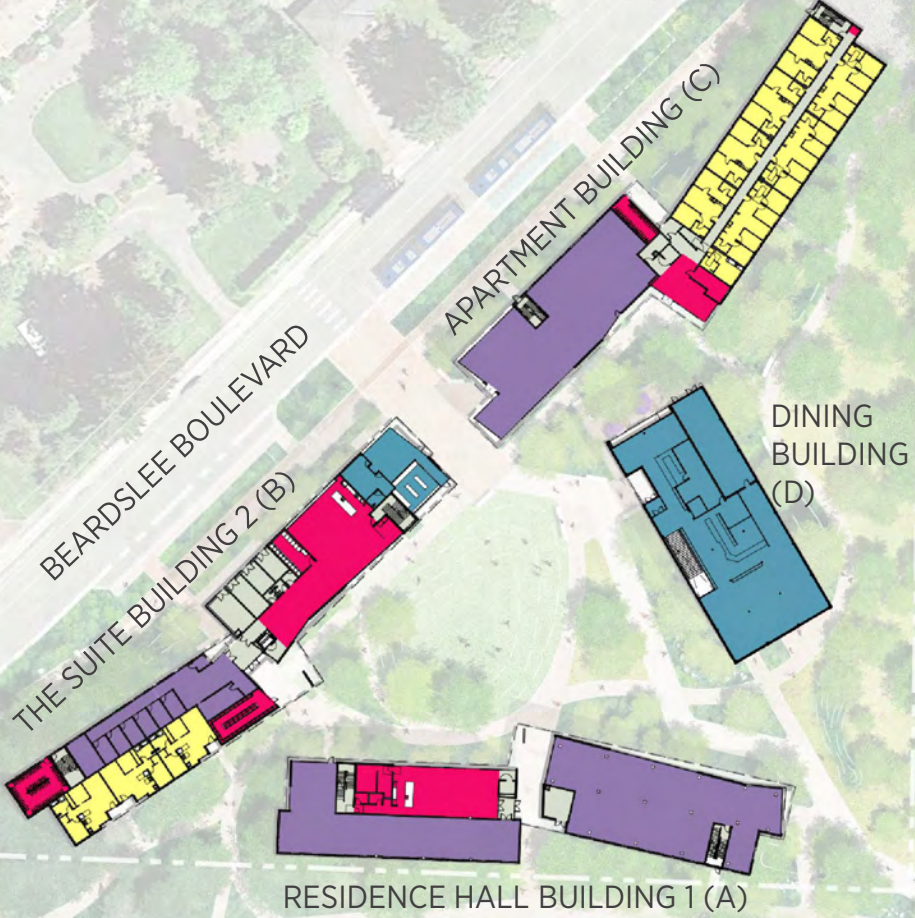 APARTMENT BUILDING (C)
BEARDSLEE BOULEVARD
DINING
BUILDING
(D)
THE SUITE BUILDING 2 (B)
RESIDENCE HALL BUILDING 1 (A)